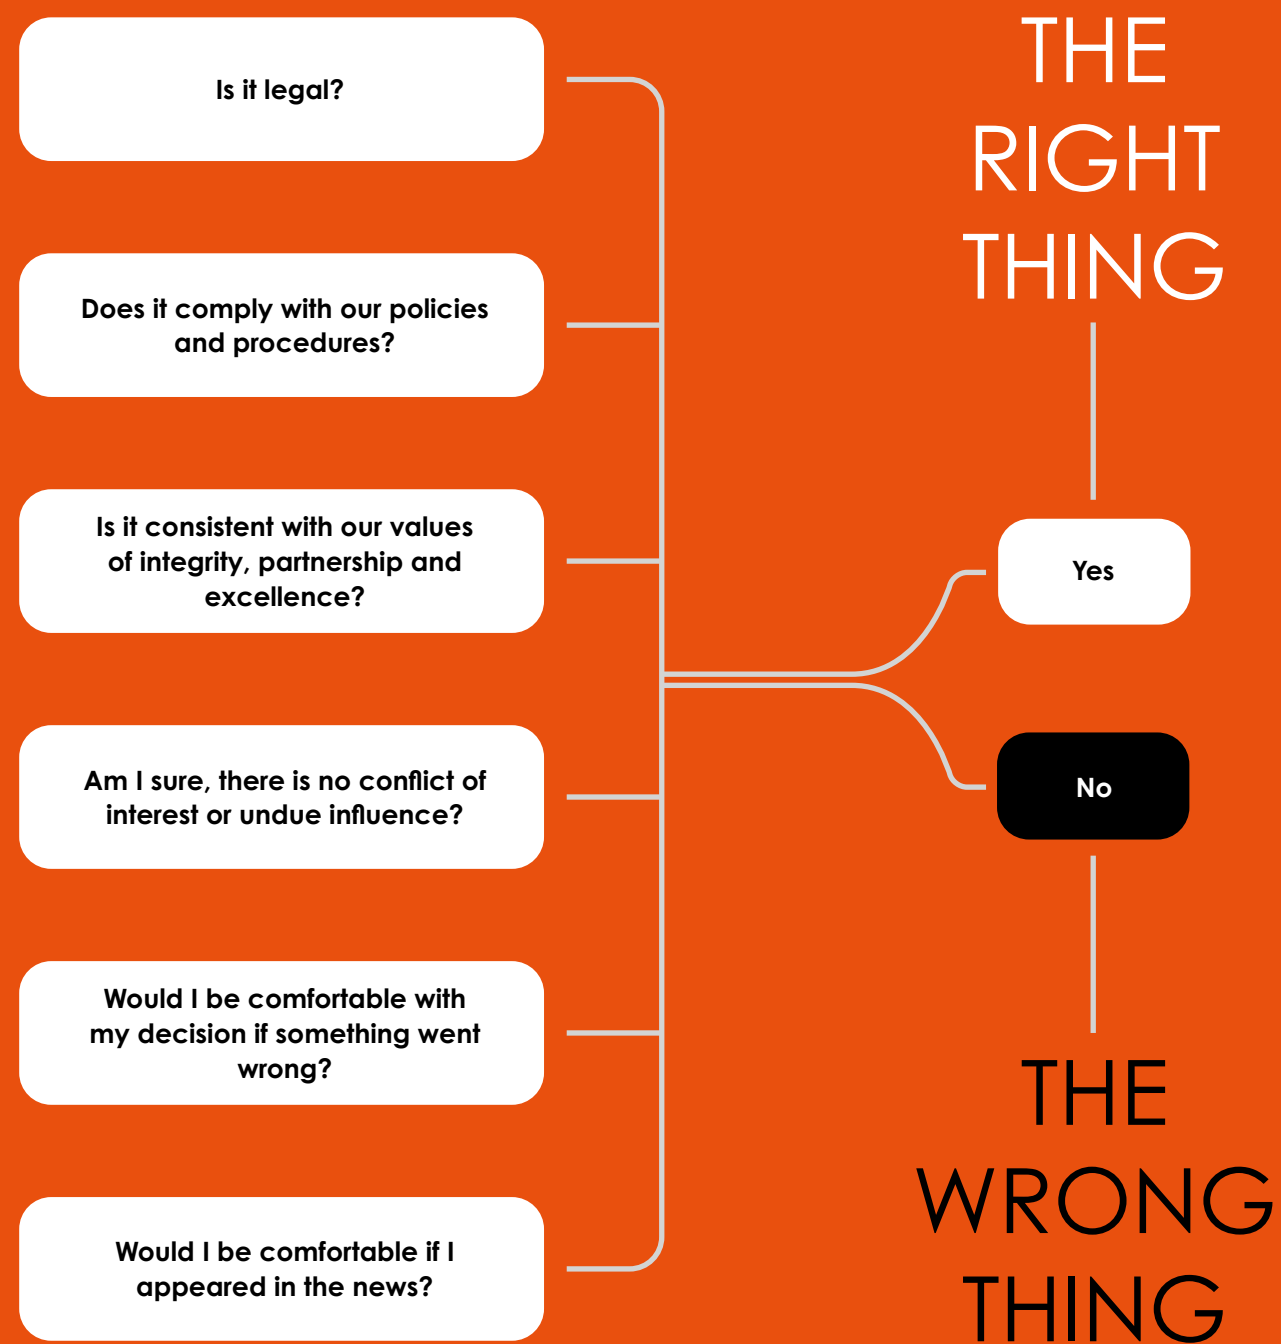 Is it legal?
Does it comply with our policies
and procedures?
Is it consistent with our values
of integrity, partnership and
excellence?
Am I sure, there is no conflict of
interest or undue influence?
Would I be comfortable with
my decision if something went
wrong?
Would I be comfortable if I
appeared in the news?
THE
RIGHT
THING
Yes
No
THE
WRONG
THING